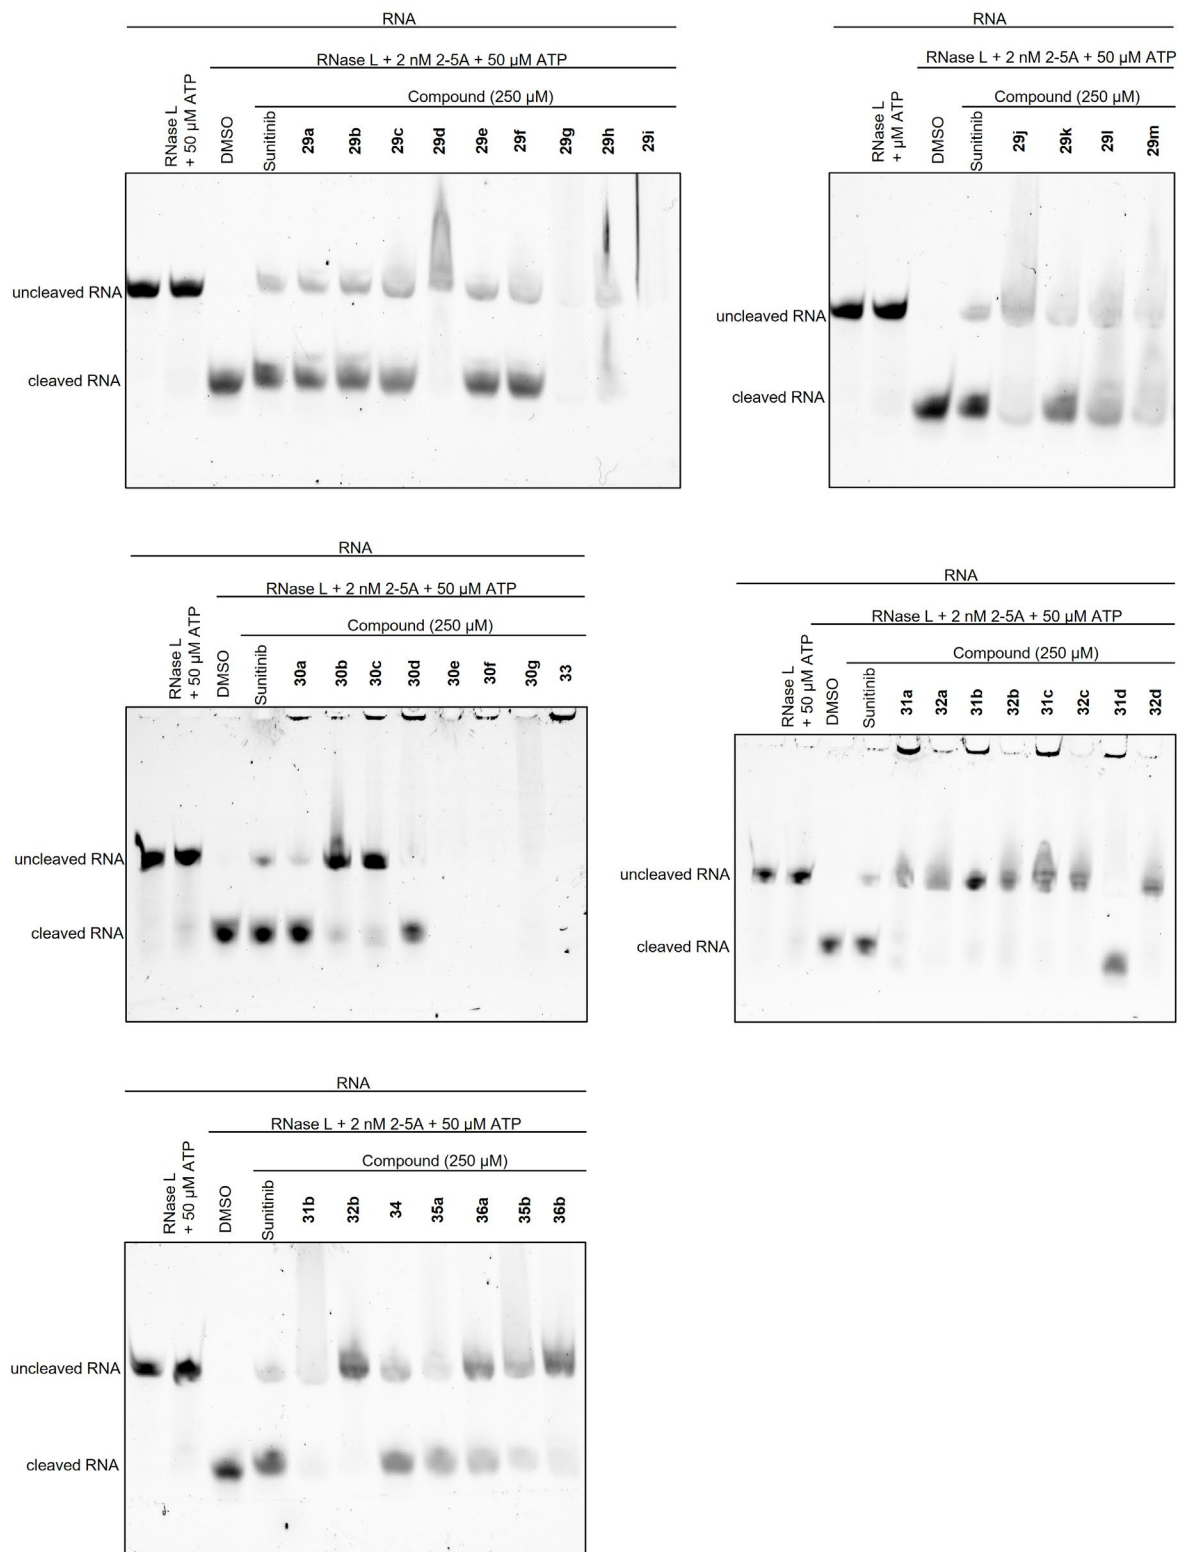 RNA
RNase L + 2 nM 2-5A + 50 µM ATP
Compound (250 µM)
RNase L
+ 50 µM ATP
DMSO
Sunitinib
29a
29b
29c
29d
29e
29f
29g
29h
29i
uncleaved RNA
cleaved RNA
RNA
RNase L + 2 nM 2-5A + 50 µM ATP
Compound (250 µM)
RNase L
+ µM ATP
DMSO
Sunitinib
29j
29k
29l
29m
uncleaved RNA
cleaved RNA
RNA
RNase L + 2 nM 2-5A + 50 µM ATP
Compound (250 µM)
RNase L
+ 50 µM ATP
DMSO
Sunitinib
30a
30b
30c
30d
30e
30f
30g
33
uncleaved RNA
cleaved RNA
RNA
RNase L + 2 nM 2-5A + 50 µM ATP
Compound (250 µM)
RNase L
+ 50 µM ATP
DMSO
Sunitinib
31a
32a
31b
32b
31c
32c
31d
32d
uncleaved RNA
cleaved RNA
RNA
RNase L + 2 nM 2-5A + 50 µM ATP
Compound (250 µM)
RNase L
+ 50 µM ATP
DMSO
Sunitinib
31b
32b
34
35a
36a
35b
36b
uncleaved RNA
cleaved RNA